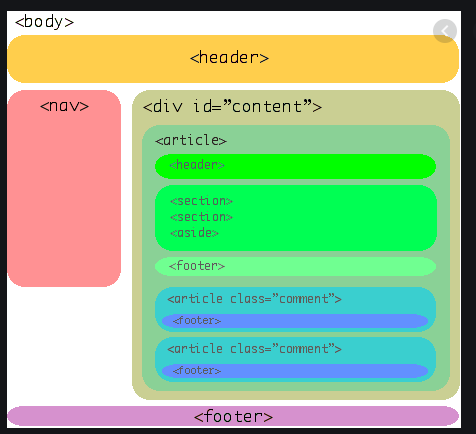 <body>
<header>
<nav>
<div id="content">
<article>
<header>
<section>
<section>
<aside>
<footer>
<article class="comment">
<footer>
<article class="comment">
<footer>
<footer>